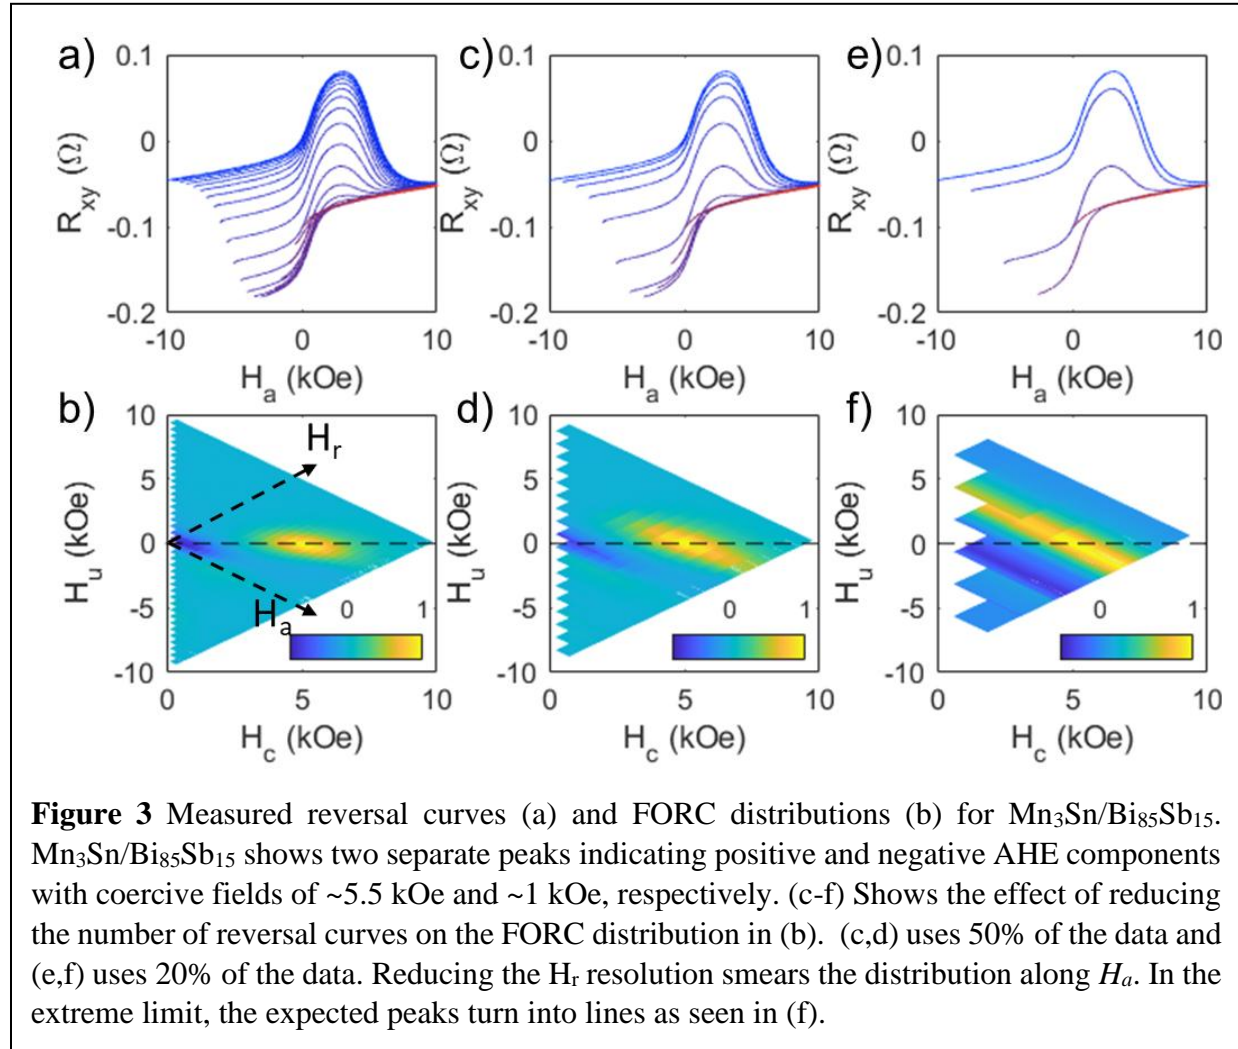 a)
0.1
0
-0.1
-0.2
R_xy (Ω)
-10
0
10
H_a (kOe)
c)
0.1
0
-0.1
-0.2
R_xy (Ω)
-10
0
10
H_a (kOe)
e)
0.1
0
-0.1
-0.2
R_xy (Ω)
-10
0
10
H_a (kOe)
b)
10
5
0
-5
-10
H_u (kOe)
H_r
H_a
0
1
0
5
10
H_c (kOe)
d)
10
5
0
-5
-10
H_u (kOe)
0
1
0
5
10
H_c (kOe)
f)
10
5
0
-5
-10
H_u (kOe)
0
1
0
5
10
H_c (kOe)
Figure 3 Measured reversal curves (a) and FORC distributions (b) for Mn₃Sn/Bi₈₅Sb₁₅.
Mn₃Sn/Bi₈₅Sb₁₅ shows two separate peaks indicating positive and negative AHE components
with coercive fields of ~5.5 kOe and ~1 kOe, respectively. (c-f) Shows the effect of reducing
the number of reversal curves on the FORC distribution in (b). (c,d) uses 50% of the data and
(e,f) uses 20% of the data. Reducing the Hᵣ resolution smears the distribution along Hₐ. In the
extreme limit, the expected peaks turn into lines as seen in (f).